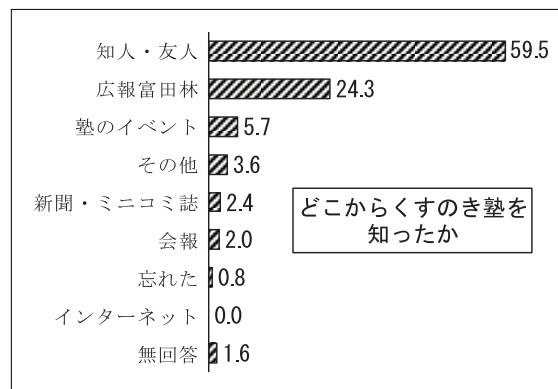 知人・友人 59.5
広報富田林 24.3
塾のイベント 5.7
その他 3.6
新聞・ミニコミ誌 2.4
会報 2.0
忘れた 0.8
インターネット 0.0
無回答 1.6
どこからくすのき塾を
知ったか